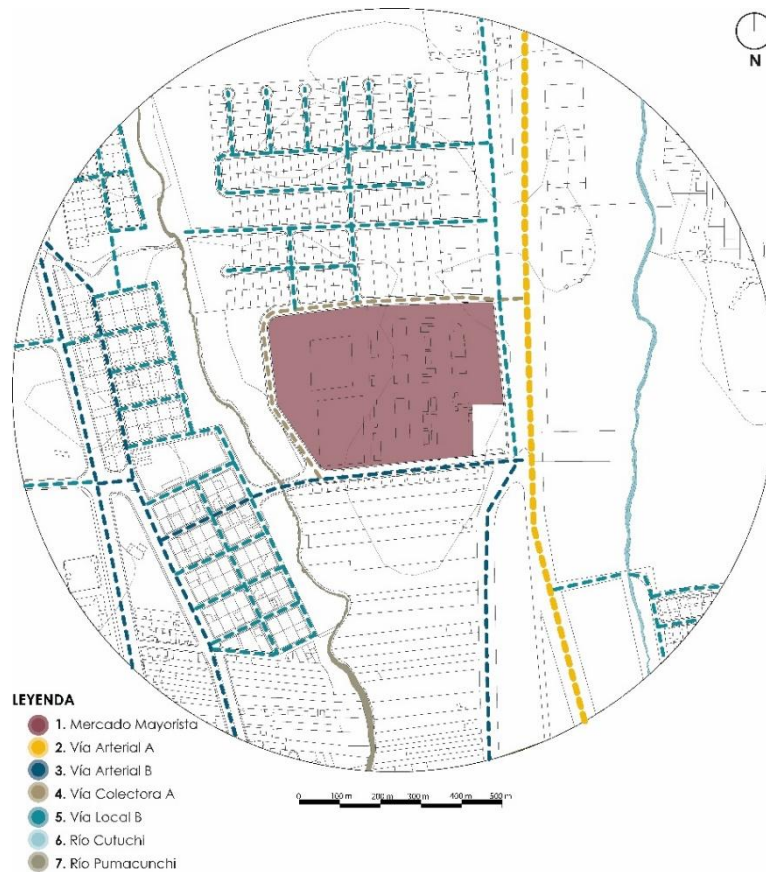 N
LEYENDA
1. Mercado Mayorista
2. Vía Arterial A
3. Vía Arterial B
4. Vía Colectora A
5. Vía Local B
6. Río Cutuchi
7. Río Pumacunchi
0 100 m 200 m 300 m 400 m 500 m